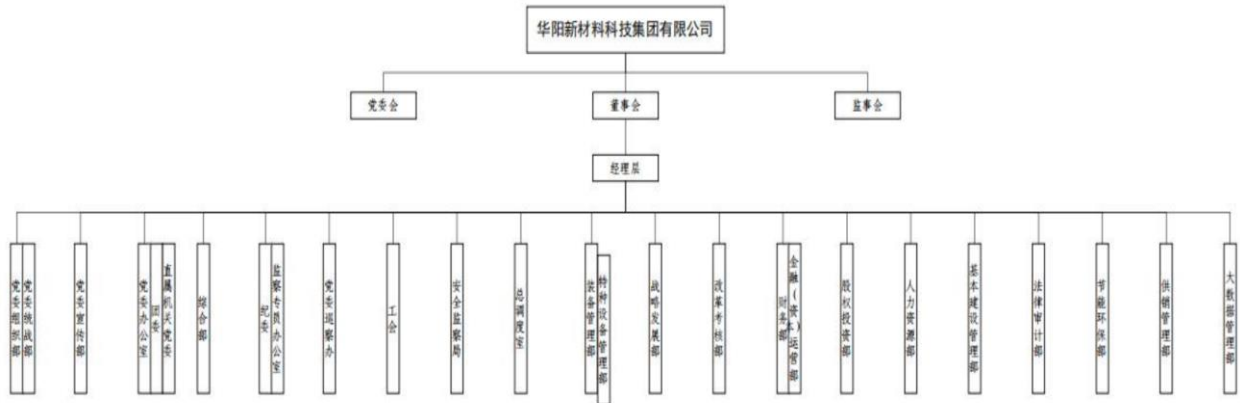 华阳新材料科技集团有限公司
党委会
董事会
监事会
经理层
党委组织部
党委统战部
党委宣传部
党委办公室
团委
直属机关党委
综合部
纪委
监察专员办公室
党委巡察办
工会
安全监察局
总调度室
装备管理部
特种设备管理部
战略发展部
改革考核部
财务部
金融(资本)运营部
股权投资部
人力资源部
基本建设管理部
法律审计部
节能环保部
供销管理部
大数据管理部